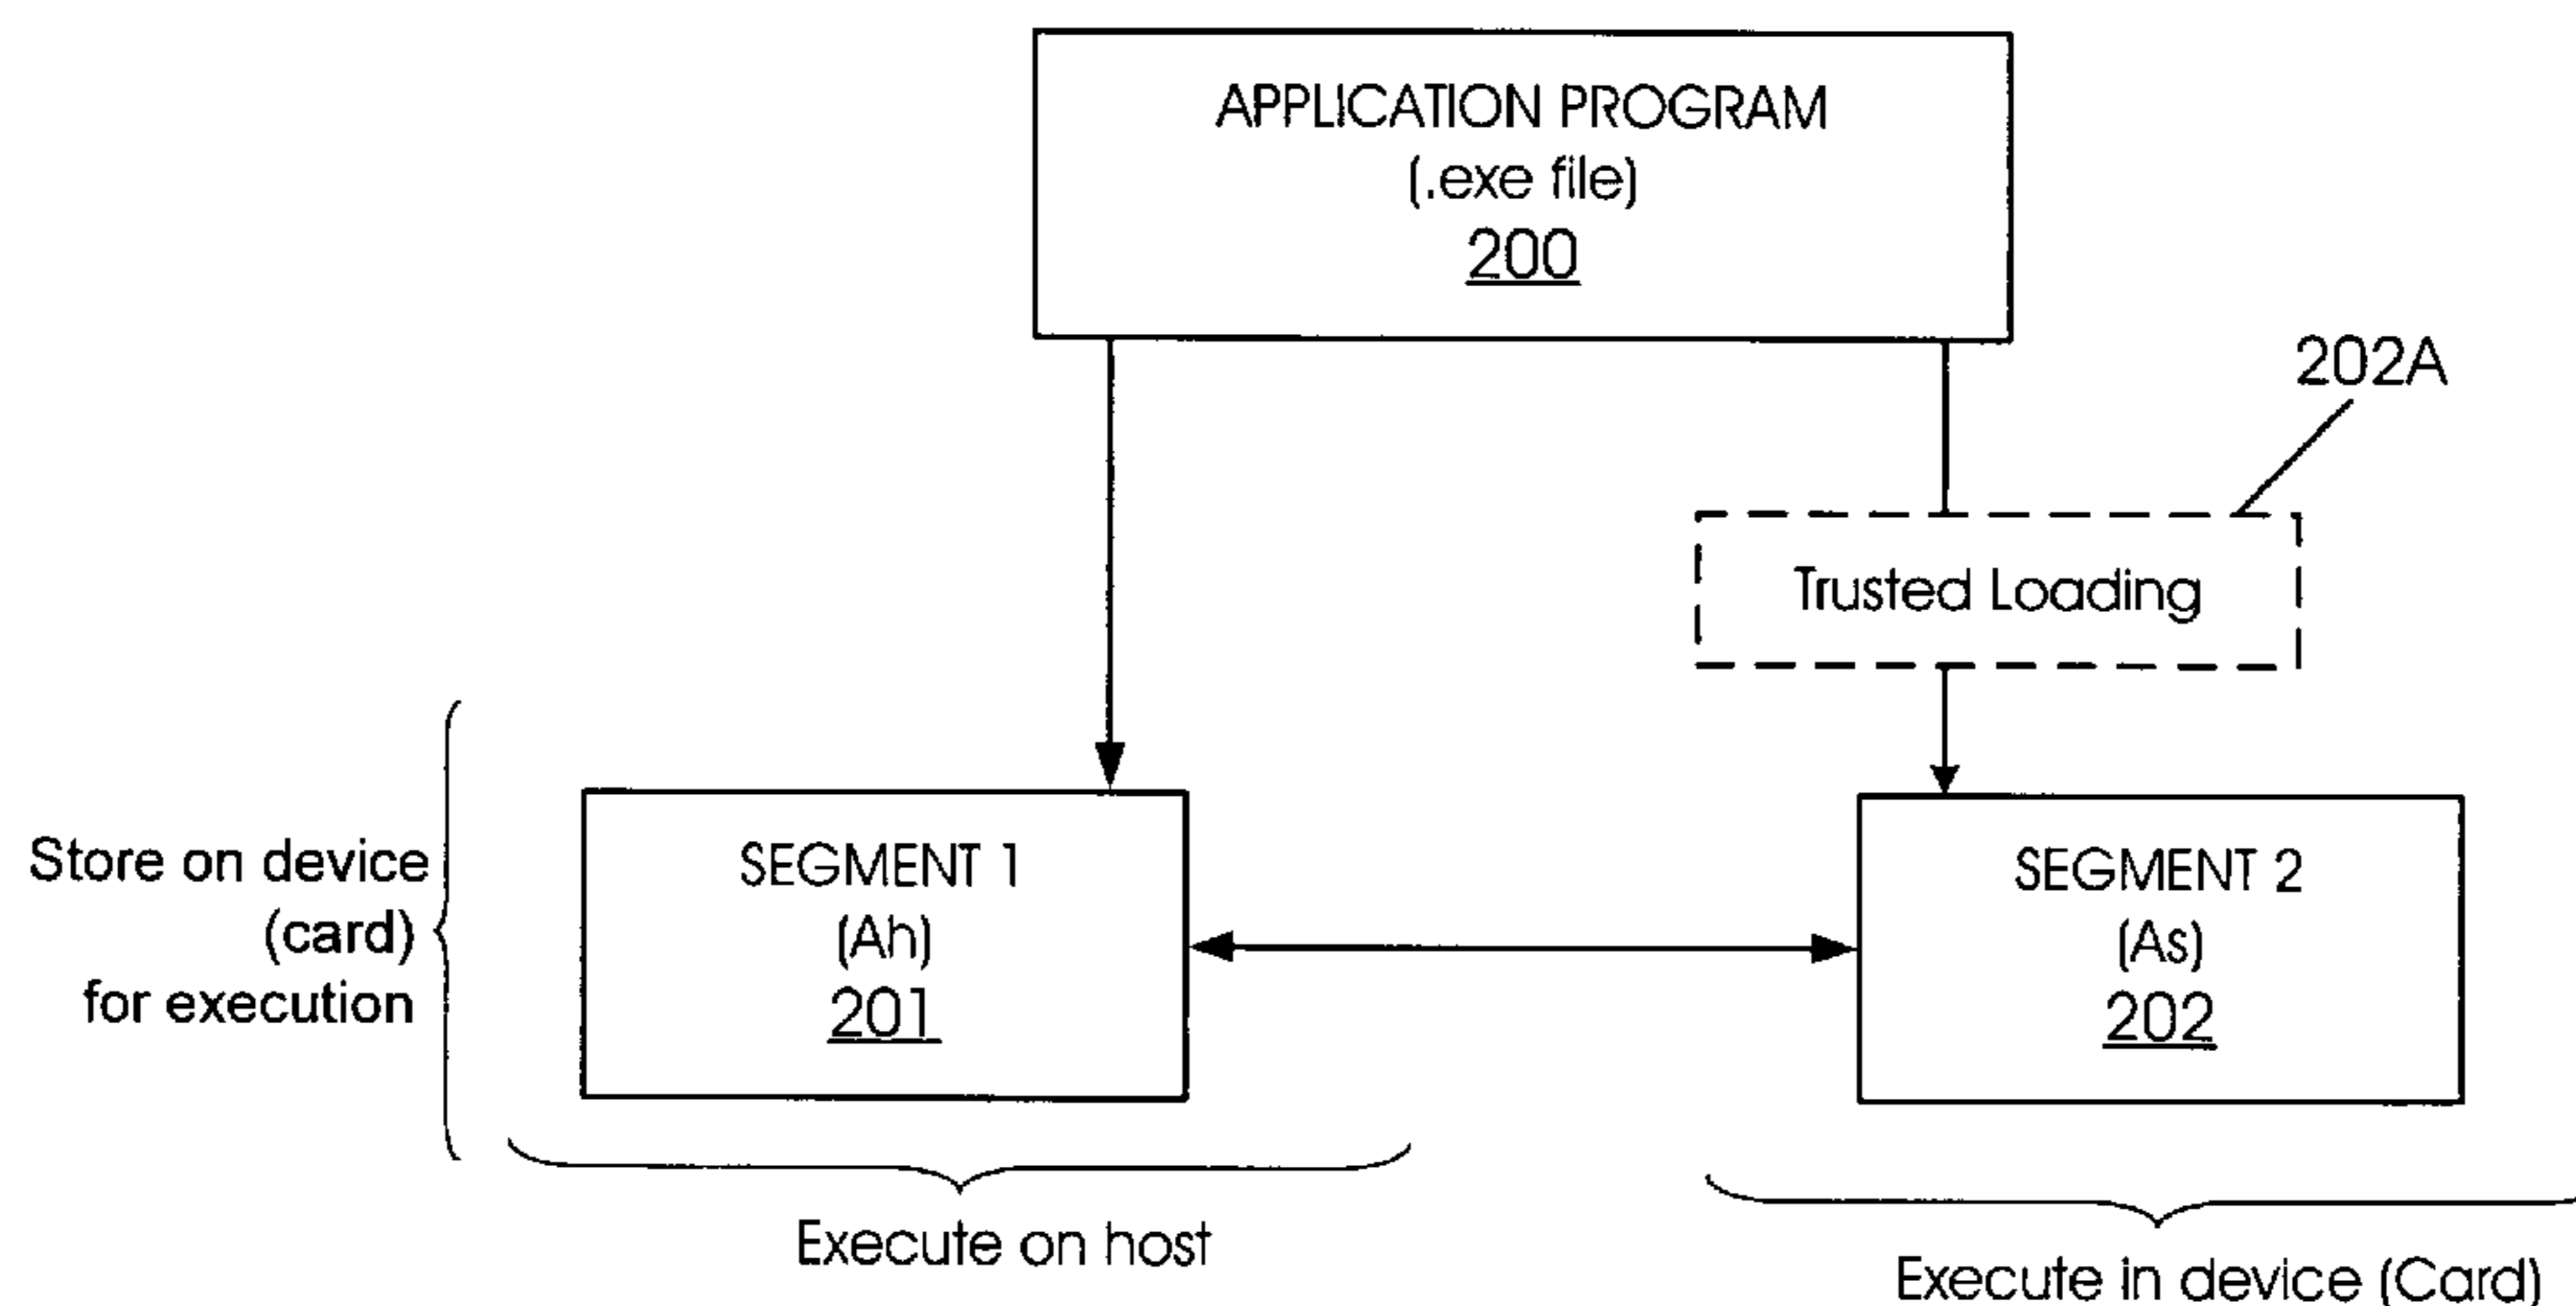 APPLICATION PROGRAM
(.exe file)
200
202A
Trusted Loading
Store on device
(card)
for execution
SEGMENT 1
(Ah)
201
SEGMENT 2
(As)
202
Execute on host
Execute in device (Card)